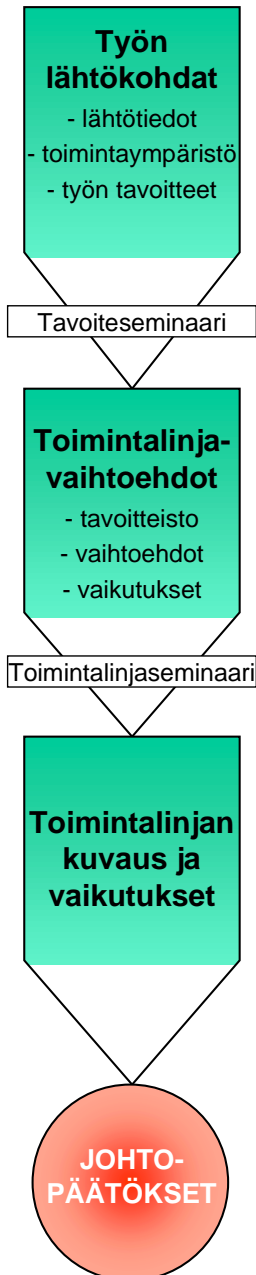 Työn
lähtökohdat
- lähtötiedot
- toimintaympäristö
- työn tavoitteet
Tavoiteseminaari
Toimintalinja-
vaihtoehdot
- tavoitteisto
- vaihtoehdot
- vaikutukset
Toimintalinjaseminaari
Toimintalinjan
kuvaus ja
vaikutukset
JOHTO-
PÄÄTÖKSET